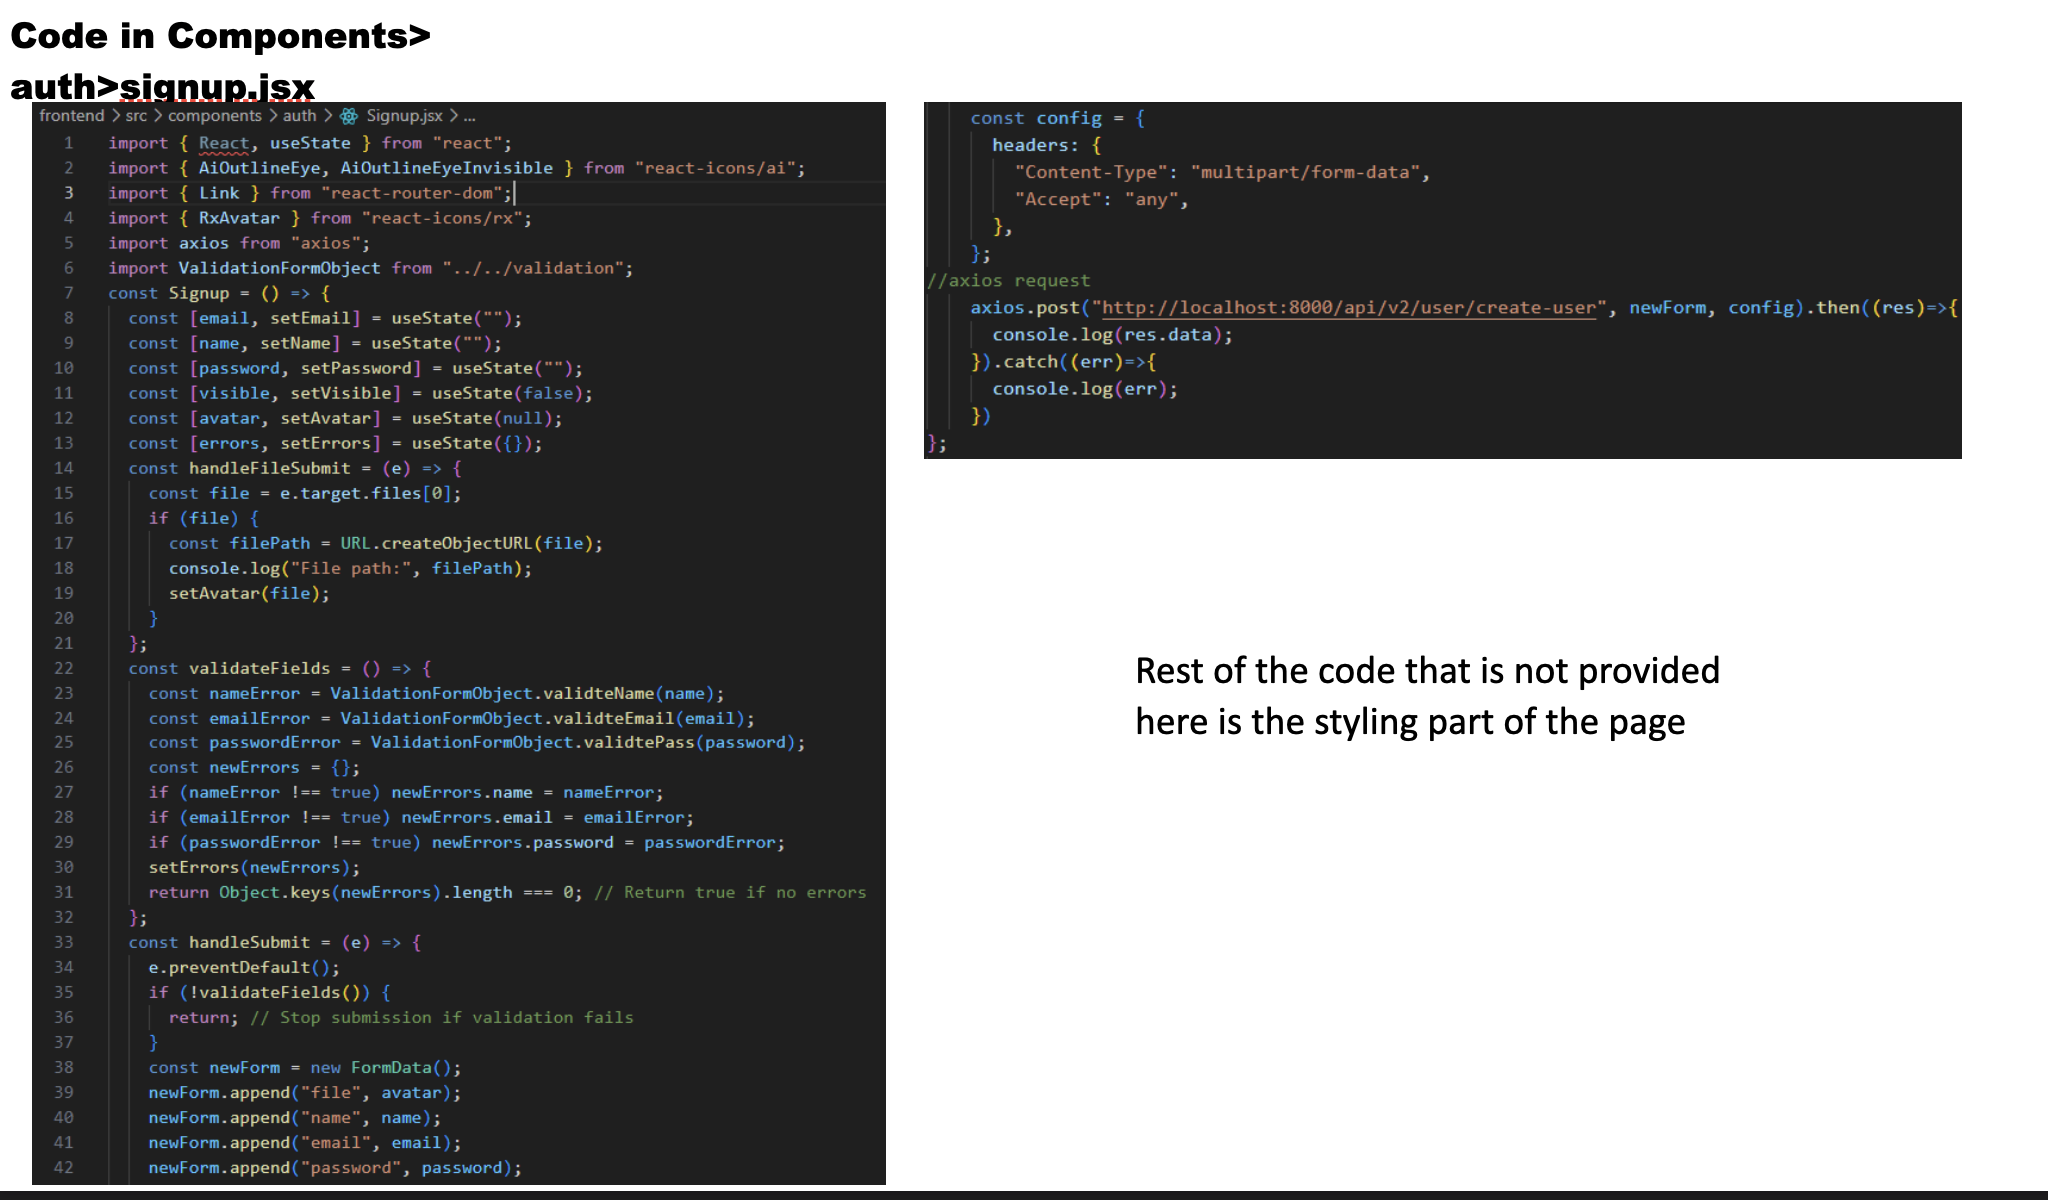 Code in Components>
auth>signup.jsx
frontend > src > components > auth > Signup.jsx > ...
1 import { React, useState } from "react";
2 import { AiOutlineEye, AiOutlineEyeInvisible } from "react-icons/ai";
3 import { Link } from "react-router-dom";
4 import { RxAvatar } from "react-icons/rx";
5 import axios from "axios";
6 import ValidationFormObject from "../../validation";
7 const Signup = () => {
8 const [email, setEmail] = useState("");
9 const [name, setName] = useState("");
10 const [password, setPassword] = useState("");
11 const [visible, setVisible] = useState(false);
12 const [avatar, setAvatar] = useState(null);
13 const [errors, setErrors] = useState({});
14 const handleFileSubmit = (e) => {
15 const file = e.target.files[0];
16 if (file) {
17 const filePath = URL.createObjectURL(file);
18 console.log("File path:", filePath);
19 setAvatar(file);
20 }
21 };
22 const validateFields = () => {
23 const nameError = ValidationFormObject.validteName(name);
24 const emailError = ValidationFormObject.validteEmail(email);
25 const passwordError = ValidationFormObject.validtePass(password);
26 const newErrors = {};
27 if (nameError !== true) newErrors.name = nameError;
28 if (emailError !== true) newErrors.email = emailError;
29 if (passwordError !== true) newErrors.password = passwordError;
30 setErrors(newErrors);
31 return Object.keys(newErrors).length === 0; // Return true if no errors
32 };
33 const handleSubmit = (e) => {
34 e.preventDefault();
35 if (!validateFields()) {
36 return; // Stop submission if validation fails
37 }
38 const newForm = new FormData();
39 newForm.append("file", avatar);
40 newForm.append("name", name);
41 newForm.append("email", email);
42 newForm.append("password", password);
const config = {
headers: {
"Content-Type": "multipart/form-data",
"Accept": "any",
},
};
//axios request
axios.post("http://localhost:8000/api/v2/user/create-user", newForm, config).then((res)=>{
console.log(res.data);
}).catch((err)=>{
console.log(err);
})
};
Rest of the code that is not provided
here is the styling part of the page